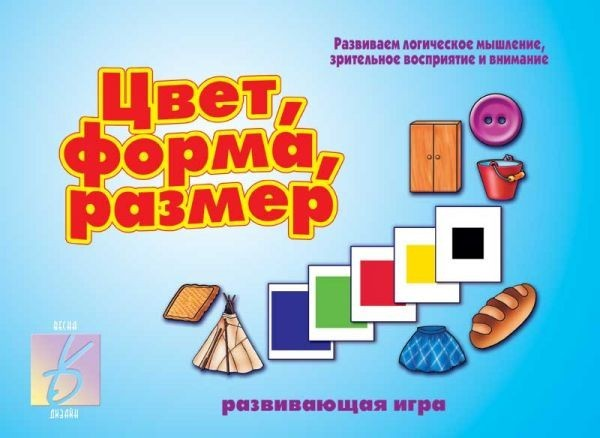 Развиваем логическое мышление,
зрительное восприятие и внимание
Цвет,
форма,
размер
ВЕСНА
ДИЗАЙН
развивающая игра